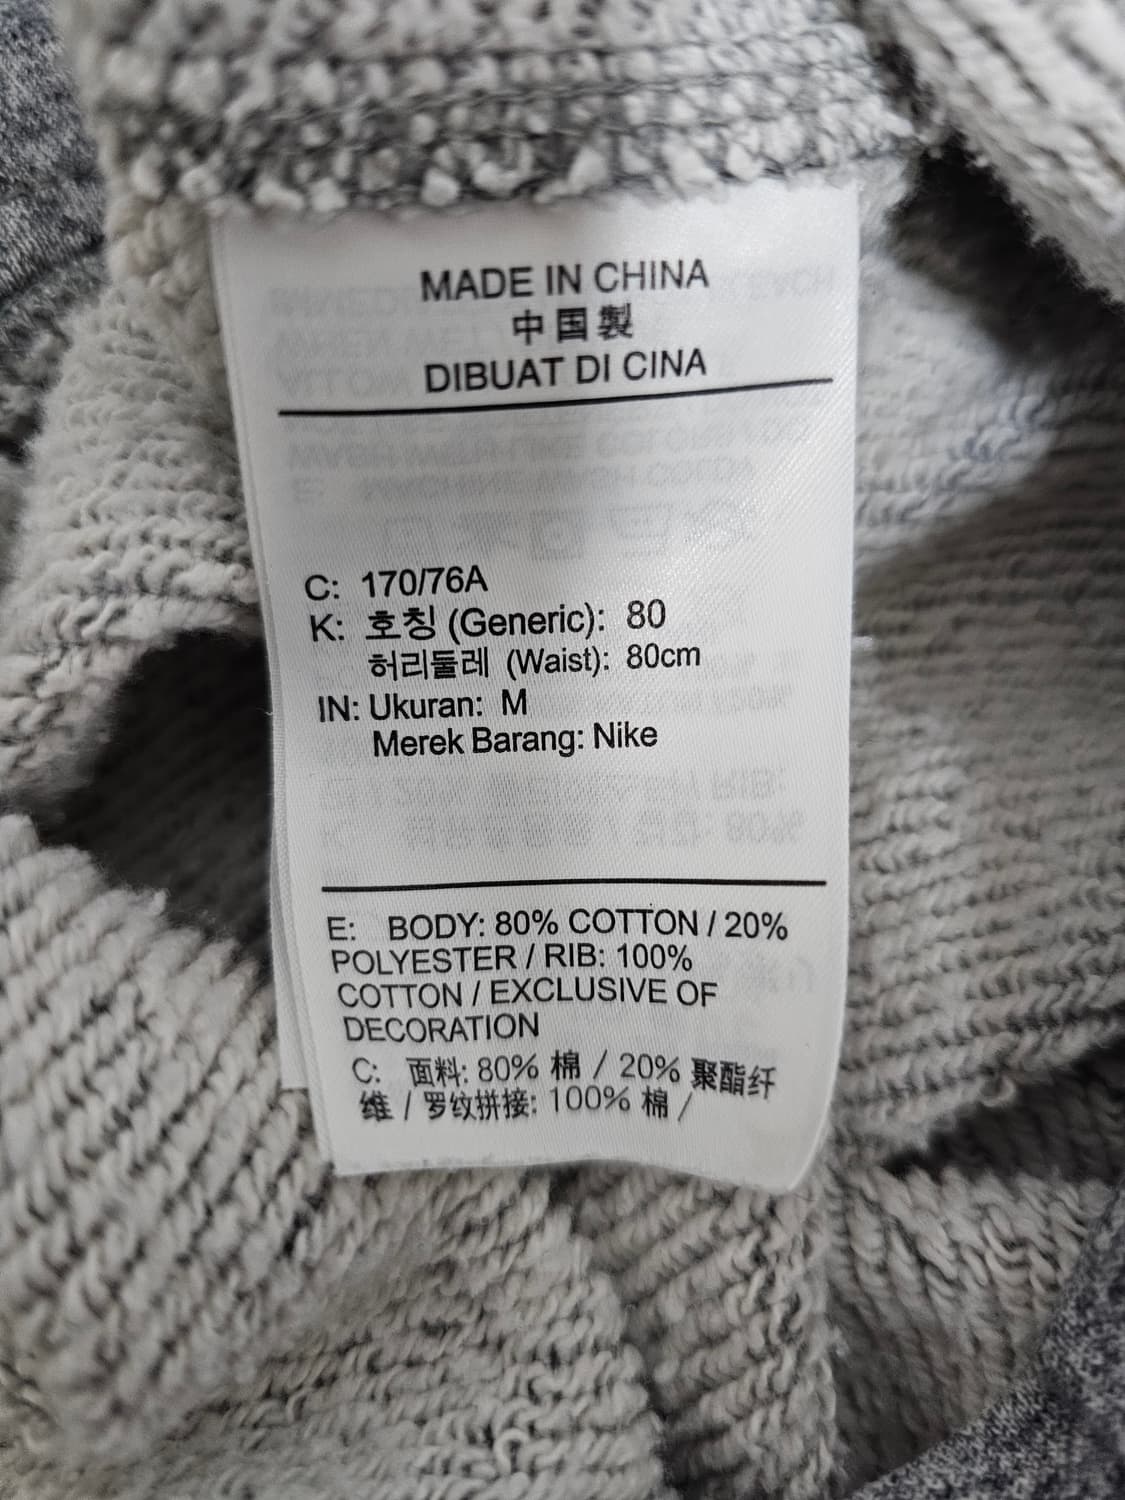 MADE IN CHINA
中国製
DIBUAT DI CINA
C: 170/76A
K: 호칭 (Generic): 80
허리둘레 (Waist): 80cm
IN: Ukuran: M
Merek Barang: Nike
E: BODY: 80% COTTON / 20%
POLYESTER / RIB: 100%
COTTON / EXCLUSIVE OF
DECORATION
C: 面料: 80% 棉 / 20% 聚酯纤
维 / 罗纹拼接: 100% 棉 /